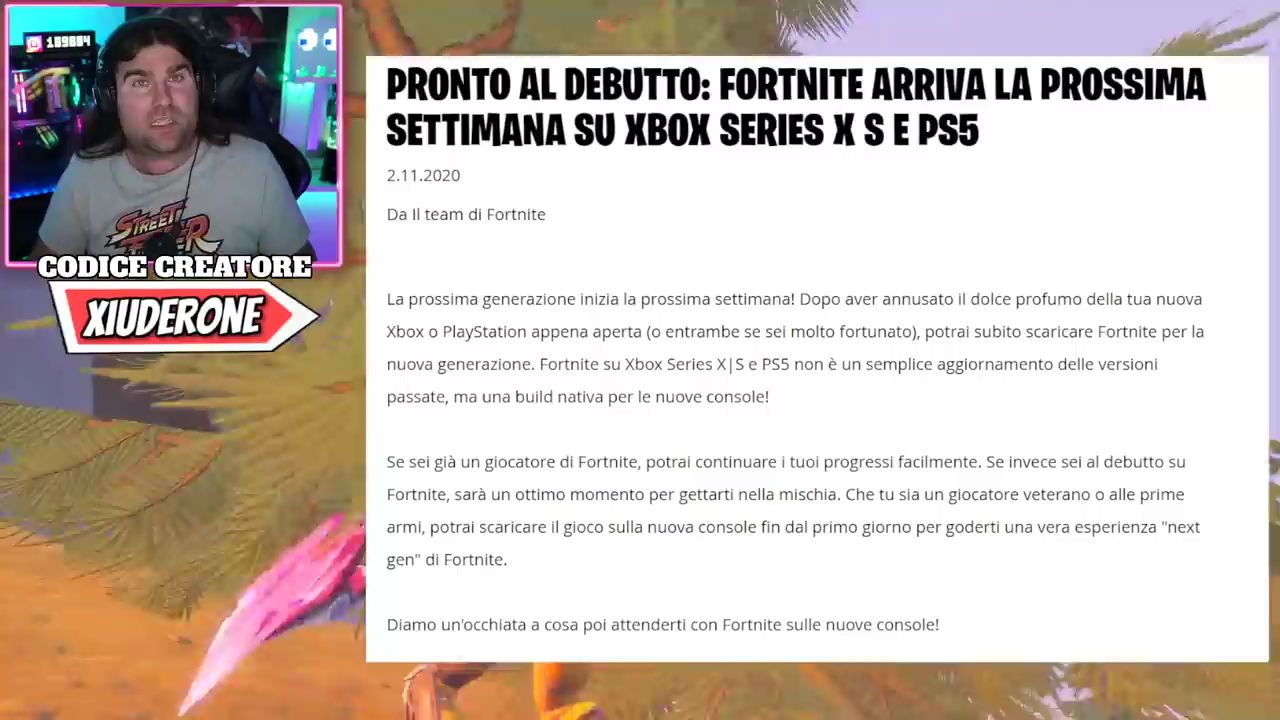 189884
STREET
FIGHTER
CODICE CREATORE
XIUDERONE
PRONTO AL DEBUTTO: FORTNITE ARRIVA LA PROSSIMA
SETTIMANA SU XBOX SERIES X S E PS5
2.11.2020
Da Il team di Fortnite
La prossima generazione inizia la prossima settimana! Dopo aver annusato il dolce profumo della tua nuova
Xbox o PlayStation appena aperta (o entrambe se sei molto fortunato), potrai subito scaricare Fortnite per la
nuova generazione. Fortnite su Xbox Series X|S e PS5 non è un semplice aggiornamento delle versioni
passate, ma una build nativa per le nuove console!
Se sei già un giocatore di Fortnite, potrai continuare i tuoi progressi facilmente. Se invece sei al debutto su
Fortnite, sarà un ottimo momento per gettarti nella mischia. Che tu sia un giocatore veterano o alle prime
armi, potrai scaricare il gioco sulla nuova console fin dal primo giorno per goderti una vera esperienza "next
gen" di Fortnite.
Diamo un'occhiata a cosa poi attenderti con Fortnite sulle nuove console!